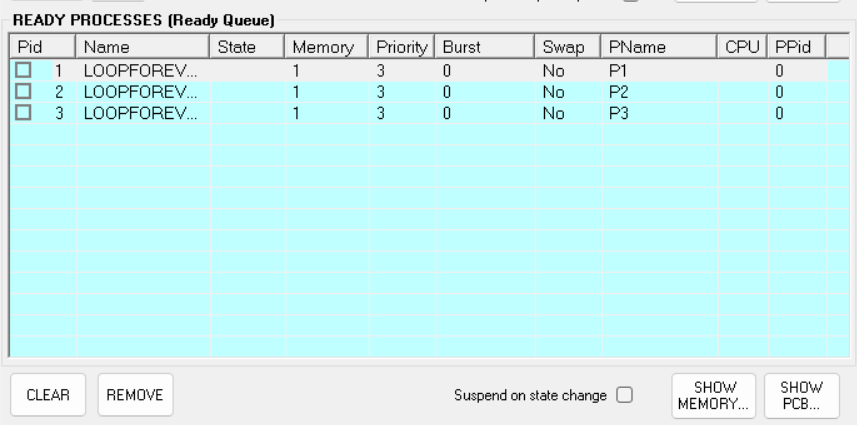 READY PROCESSES (Ready Queue)
Pid Name State Memory Priority Burst Swap PName CPU PPid
1 LOOPFOREV... 1 3 0 No P1 0
2 LOOPFOREV... 1 3 0 No P2 0
3 LOOPFOREV... 1 3 0 No P3 0
CLEAR REMOVE Suspend on state change SHOW MEMORY... SHOW PCB...